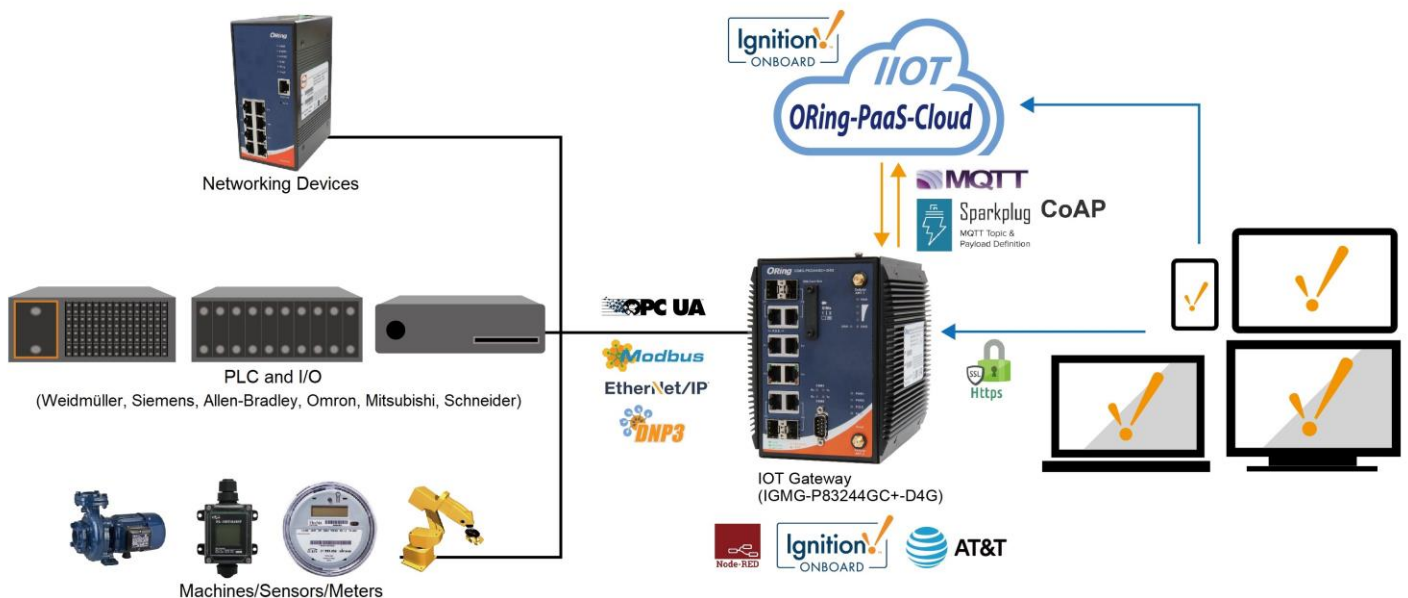 Ignition!
ONBOARD
IIOT
ORing-PaaS-Cloud
Networking Devices
MQTT
Sparkplug
MQTT Topic &
Payload Definition
CoAP
PLC and I/O
(Weidmüller, Siemens, Allen-Bradley, Omron, Mitsubishi, Schneider)
OPC UA
Modbus
EtherNet/IP
DNP3
ORing
SSL
Https
IOT Gateway
(IGMG-P83244GC+-D4G)
Machines/Sensors/Meters
Node-RED
Ignition!
ONBOARD
AT&T